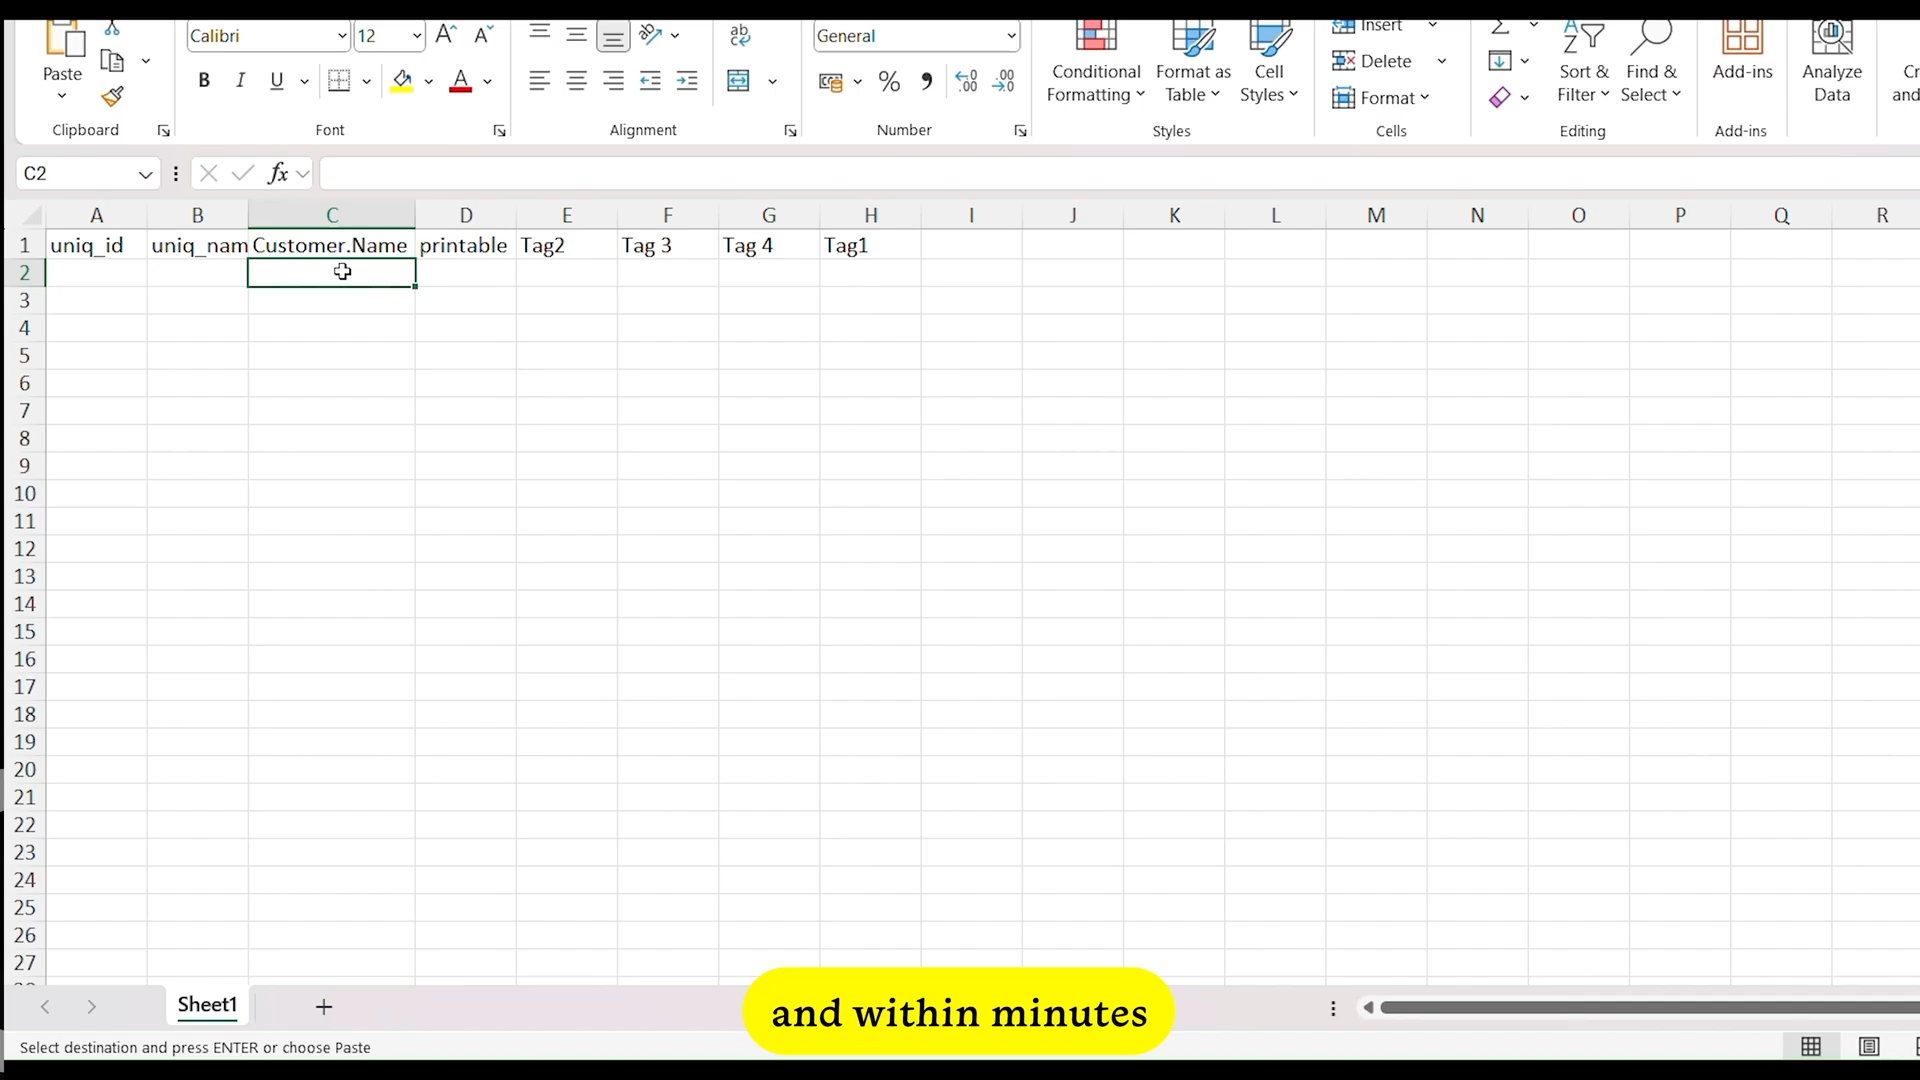 Calibri 12 General Insert
Paste Conditional Formatting Format as Table Cell Styles Delete Sort & Filter Find & Select Add-ins Analyze Data
B I U A % Format
Clipboard Font Alignment Number Styles Cells Editing Add-ins
C2 fx
A B C D E F G H I J K L M N O P Q R
1 uniq_id uniq_nam Customer.Name printable Tag2 Tag 3 Tag 4 Tag1
2
3
4
5
6
7
8
9
10
11
12
13
14
15
16
17
18
19
20
21
22
23
24
25
26
27
Sheet1
and within minutes
Select destination and press ENTER or choose Paste